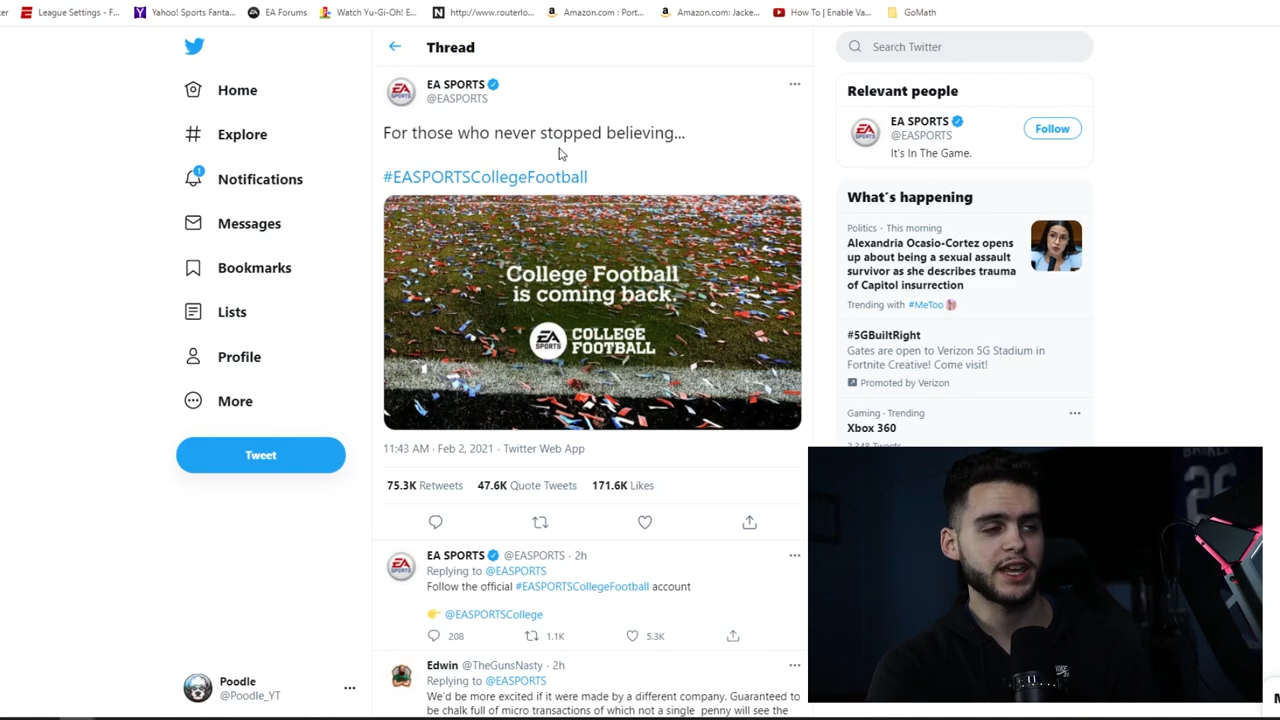 League Settings - F...
Yahoo! Sports Fanta...
EA Forums
Watch Yu-Gi-Oh! E...
http://www.routerlo...
Amazon.com : Port...
Amazon.com: Jacke...
How To | Enable Va...
GoMath
Home
Explore
1
Notifications
Messages
Bookmarks
Lists
Profile
More
Tweet
Poodle
@Poodle_YT
Thread
EA SPORTS
@EASPORTS
For those who never stopped believing...
#EASPORTSCollegeFootball
College Football
is coming back.
EA
SPORTS
COLLEGE
FOOTBALL
11:43 AM · Feb 2, 2021 · Twitter Web App
75.3K Retweets 47.6K Quote Tweets 171.6K Likes
EA SPORTS @EASPORTS · 2h
Replying to @EASPORTS
Follow the official #EASPORTSCollegeFootball account
@EASPORTSCollege
208 1.1K 5.3K
Edwin @TheGunsNasty · 2h
Replying to @EASPORTS
We'd be more excited if it were made by a different company. Guaranteed to
be chalk full of micro transactions of which not a single penny will see the
Search Twitter
Relevant people
EA SPORTS
@EASPORTS
It's In The Game.
Follow
What's happening
Politics · This morning
Alexandria Ocasio-Cortez opens
up about being a sexual assault
survivor as she describes trauma
of Capitol insurrection
Trending with #MeToo
#5GBuiltRight
Gates are open to Verizon 5G Stadium in
Fortnite Creative! Come visit!
Promoted by Verizon
Gaming · Trending
Xbox 360